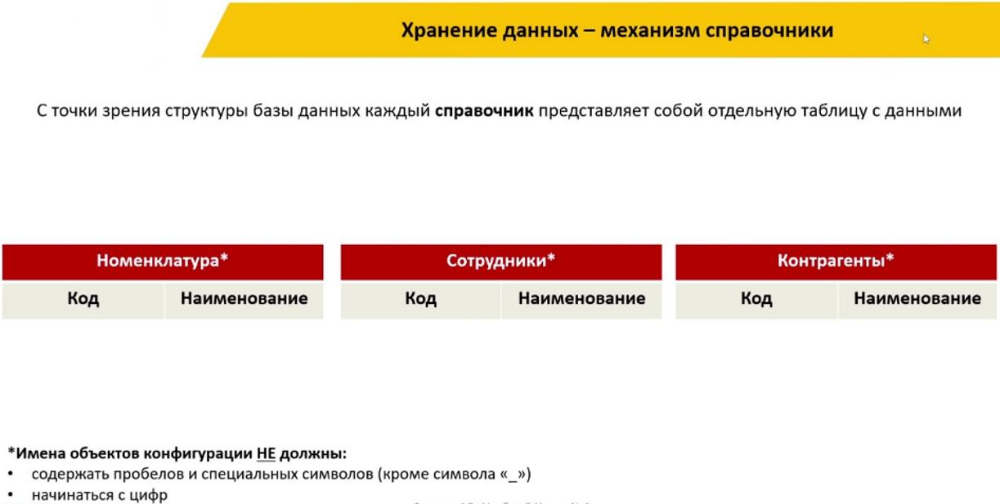 Хранение данных – механизм справочники
С точки зрения структуры базы данных каждый справочник представляет собой отдельную таблицу с данными
Номенклатура* Сотрудники* Контрагенты*
Код Наименование Код Наименование Код Наименование
*Имена объектов конфигурации НЕ должны:
• содержать пробелов и специальных символов (кроме символа «_»)
• начинаться с цифр